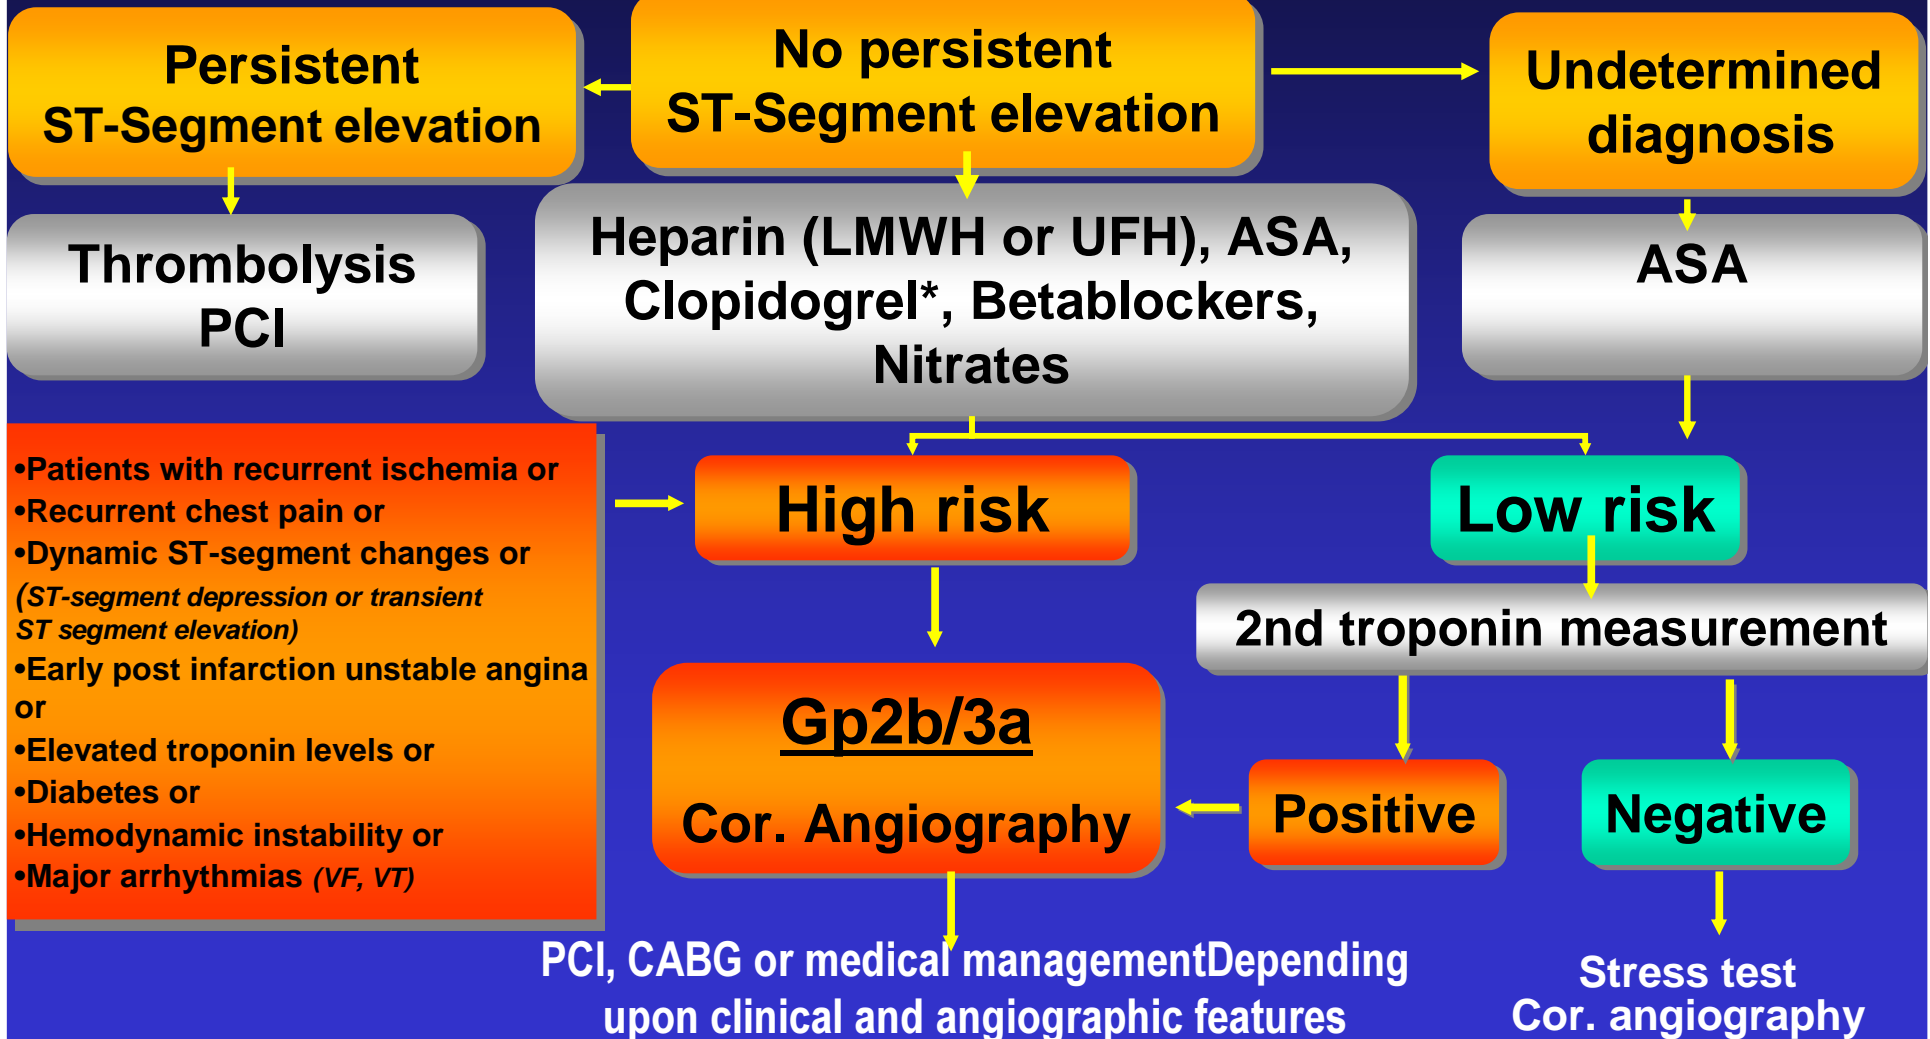 Persistent
ST-Segment elevation
No persistent
ST-Segment elevation
Undetermined
diagnosis
Thrombolysis
PCI
Heparin (LMWH or UFH), ASA,
Clopidogrel*, Betablockers,
Nitrates
ASA
•Patients with recurrent ischemia or
•Recurrent chest pain or
•Dynamic ST-segment changes or
(ST-segment depression or transient
ST segment elevation)
•Early post infarction unstable angina
or
•Elevated troponin levels or
•Diabetes or
•Hemodynamic instability or
•Major arrhythmias (VF, VT)
High risk
Low risk
2nd troponin measurement
Gp2b/3a
Cor. Angiography
Positive
Negative
PCI, CABG or medical managementDepending
upon clinical and angiographic features
Stress test
Cor. angiography